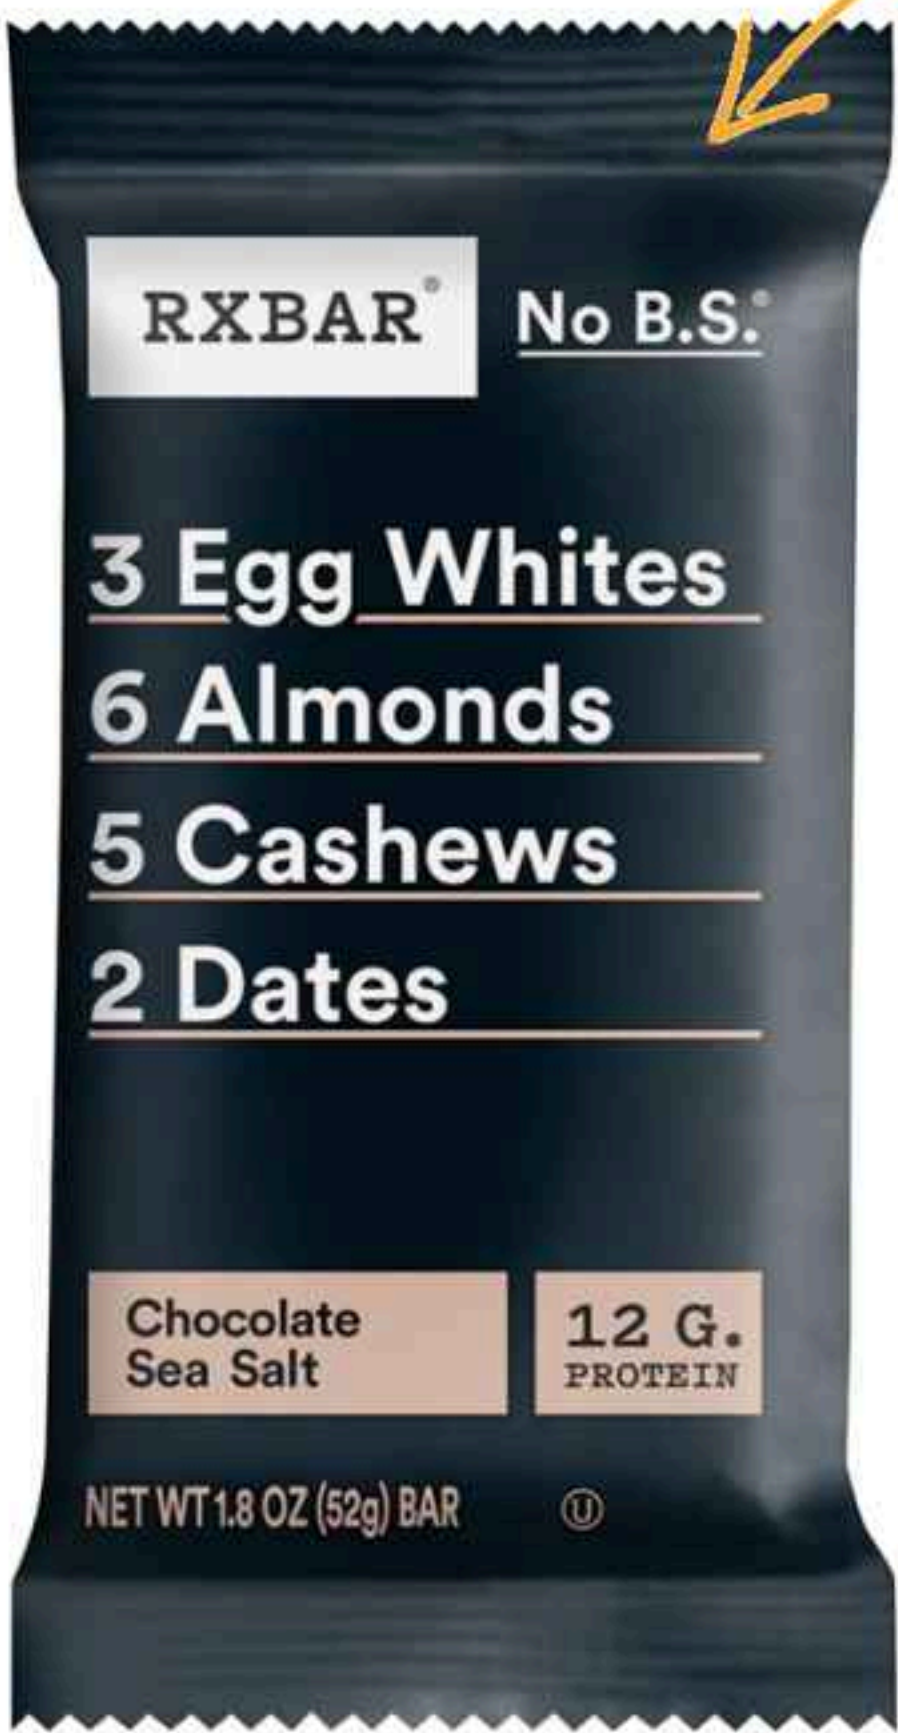 RXBAR®
No B.S.®
3 Egg Whites
6 Almonds
5 Cashews
2 Dates
Chocolate
Sea Salt
12 G.
PROTEIN
NET WT 1.8 OZ (52g) BAR
U